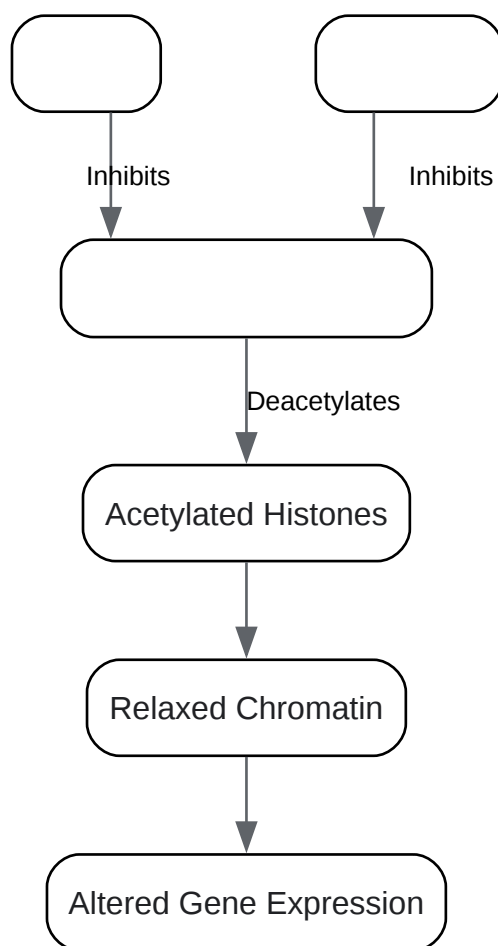 Inhibits
Inhibits
Deacetylates
Acetylated Histones
Relaxed Chromatin
Altered Gene Expression